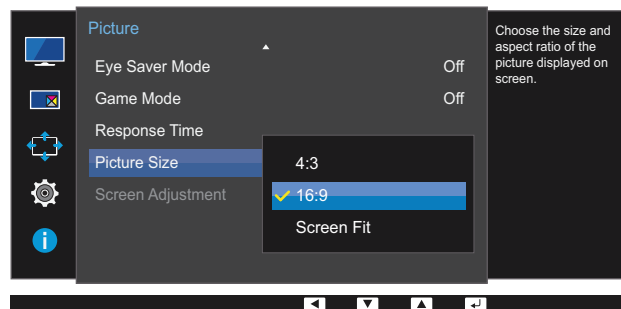 Picture
Eye Saver Mode Off
Game Mode Off
Response Time
Picture Size
Screen Adjustment
4:3
16:9
Screen Fit
Choose the size and
aspect ratio of the
picture displayed on
screen.